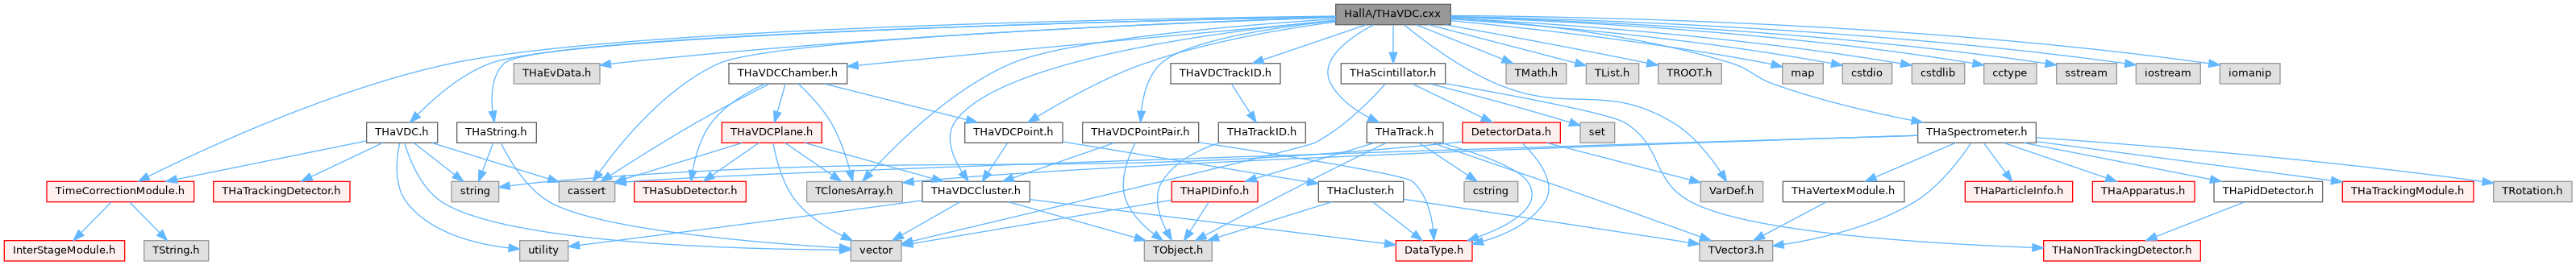 HallA/THaVDC.cxx
THaEvData.h
THaVDCChamber.h
THaVDCTrackID.h
THaScintillator.h
TMath.h
TList.h
TROOT.h
map
cstdio
cstdlib
cctype
sstream
iostream
iomanip
THaVDC.h
THaString.h
THaVDCPlane.h
THaVDCPoint.h
THaVDCPointPair.h
THaTrackID.h
THaTrack.h
DetectorData.h
set
THaSpectrometer.h
TimeCorrectionModule.h
THaTrackingDetector.h
string
cassert
THaSubDetector.h
TClonesArray.h
THaVDCCluster.h
THaPIDinfo.h
cstring
THaCluster.h
VarDef.h
THaVertexModule.h
THaParticleInfo.h
THaApparatus.h
THaPidDetector.h
THaTrackingModule.h
TRotation.h
InterStageModule.h
TString.h
utility
vector
TObject.h
DataType.h
TVector3.h
THaNonTrackingDetector.h